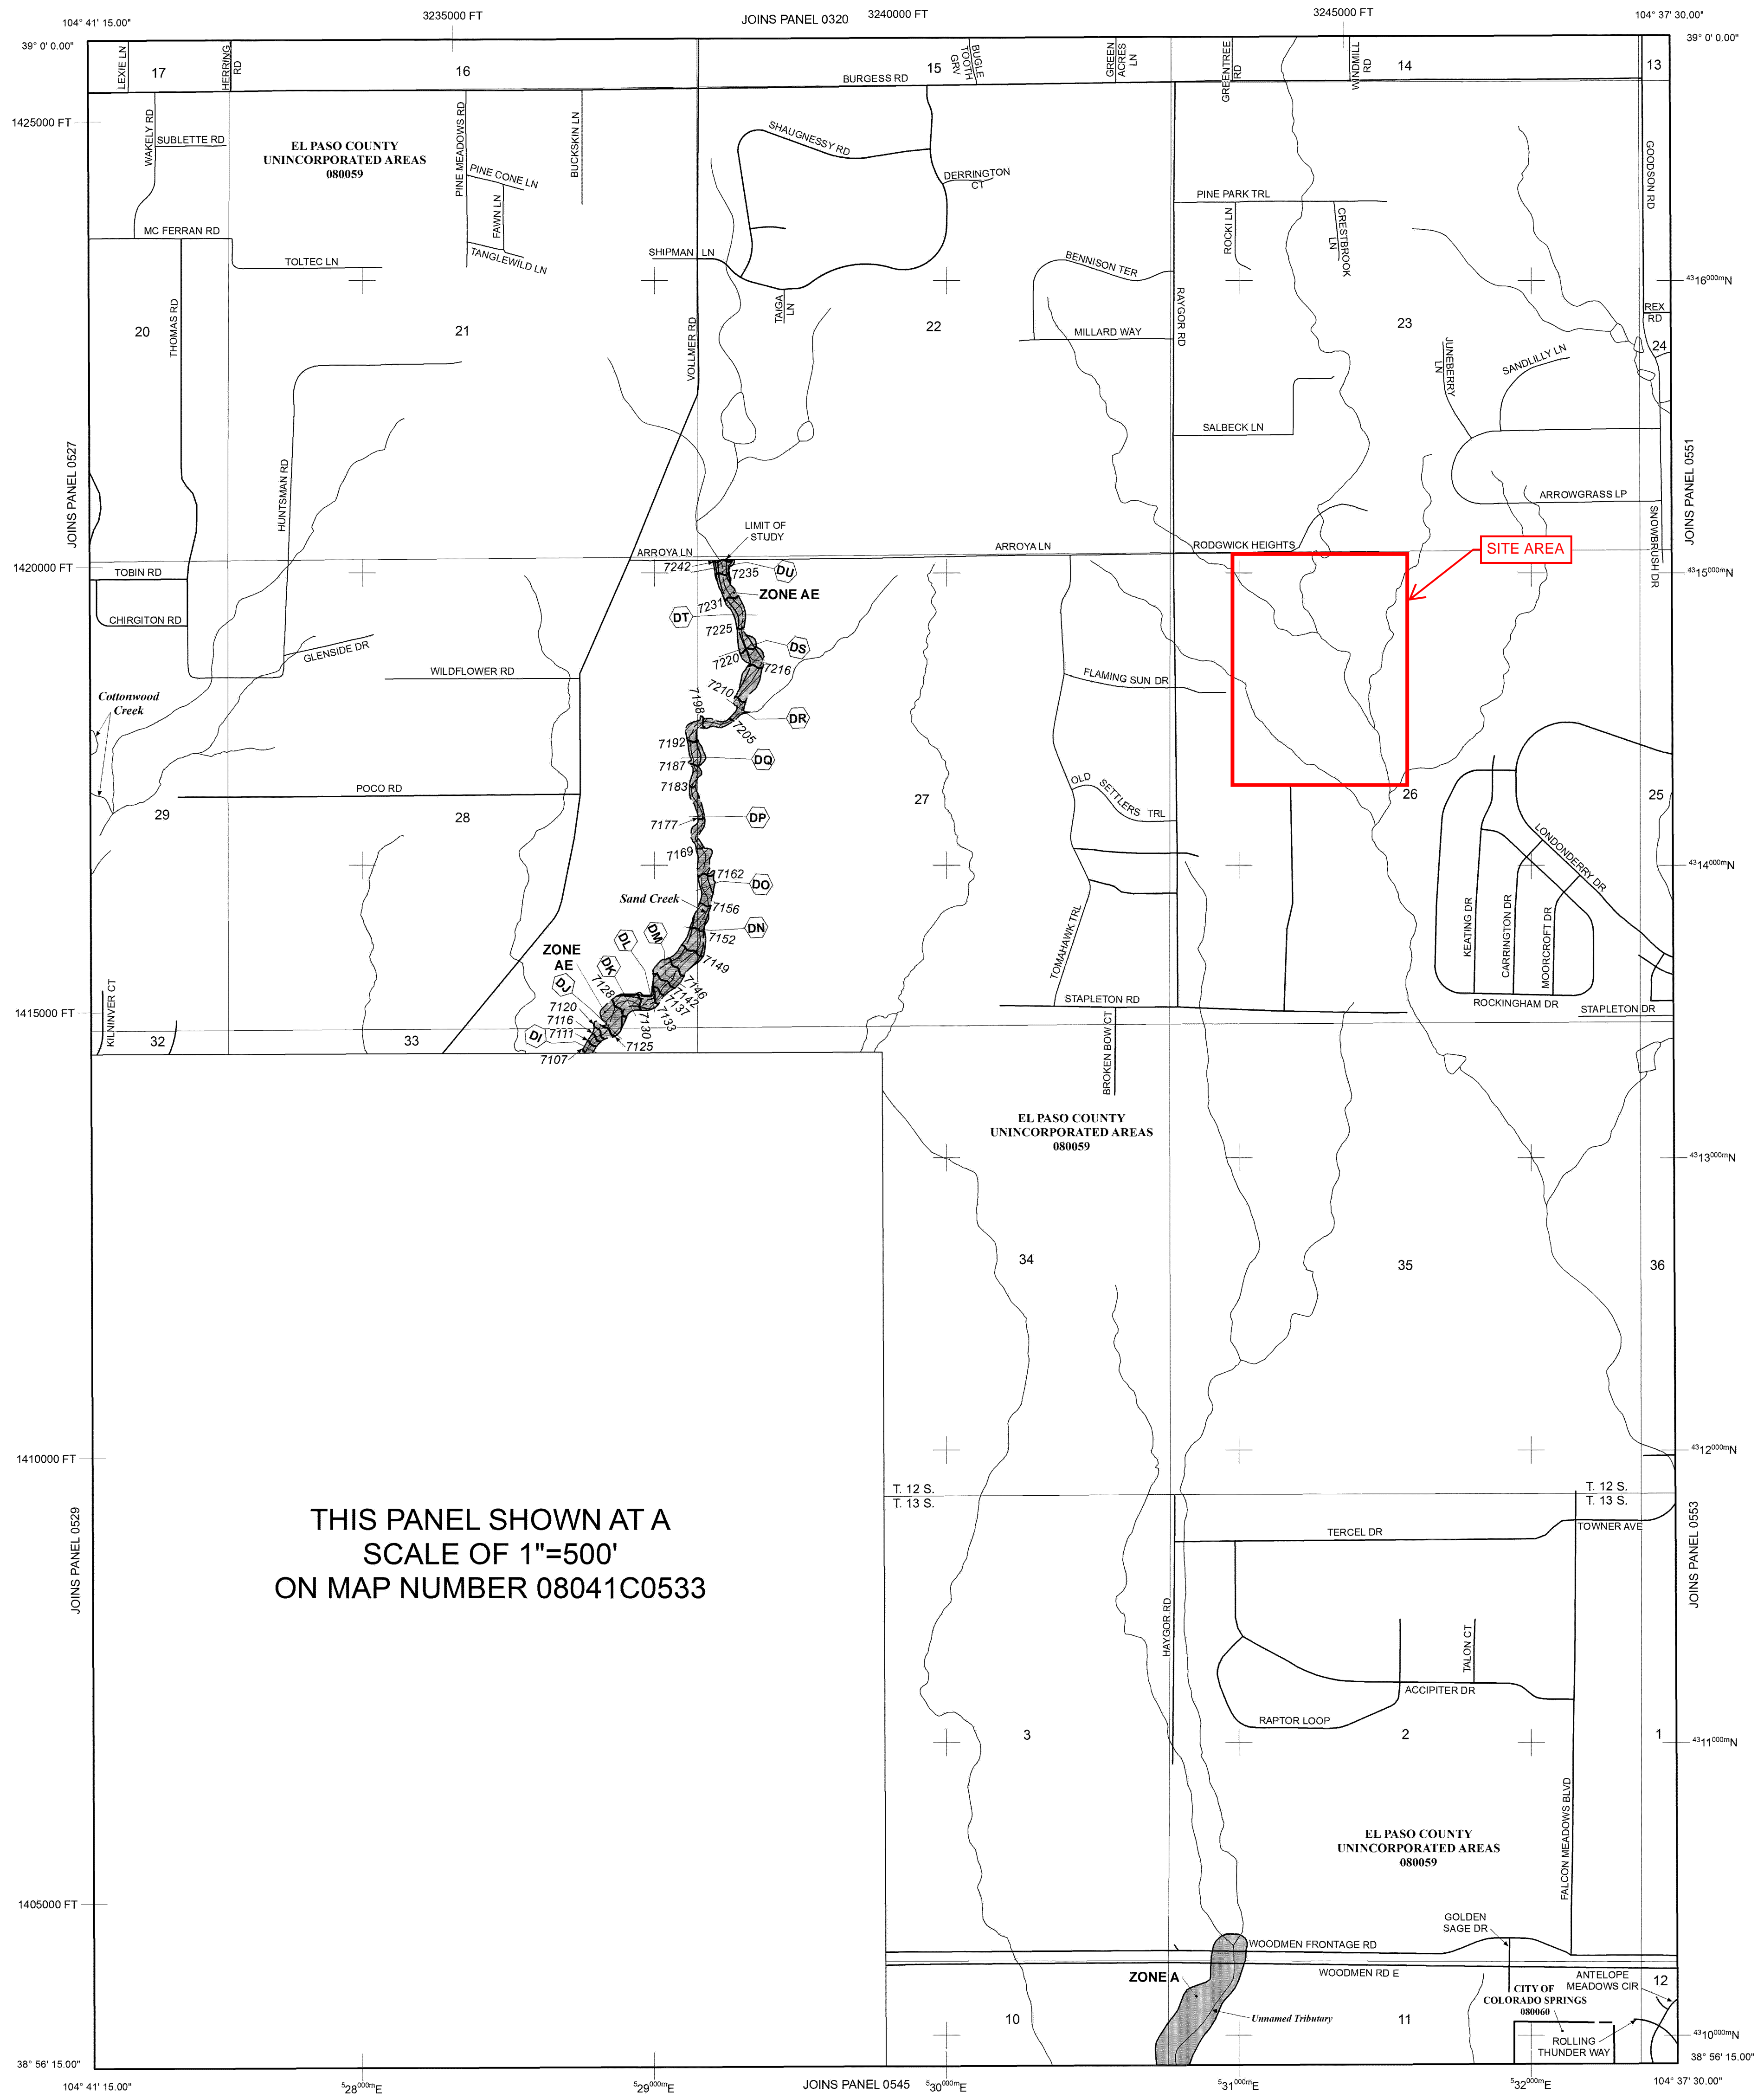 104° 41' 15.00"
3235000 FT
JOINS PANEL 0320
3240000 FT
3245000 FT
104° 37' 30.00"
39° 0' 0.00"
39° 0' 0.00"
LEXIE LN
17
HERRING
RD
16
15
BUGLE
TOOTH
GRV
GREEN
ACRES
LN
GREENTREE
RD
WINDMILL
RD
14
13
BURGESS RD
1425000 FT
WAKELY RD
SUBLETTE RD
EL PASO COUNTY
UNINCORPORATED AREAS
080059
PINE MEADOWS RD
PINE CONE LN
FAWN LN
TANGLEWILD LN
BUCKSKIN LN
SHAUGNESSY RD
DERRINGTON
CT
PINE PARK TRL
ROCKI LN
CRESTBROOK
LN
GOODSON RD
MC FERRAN RD
TOLTEC LN
SHIPMAN LN
TAIGA
LN
BENNISON TER
MILLARD WAY
RAYGOR RD
4316000mN
REX
RD
20
THOMAS RD
21
VOLLMER RD
22
23
24
JUNEBERRY
LN
SANDLILLY LN
SALBECK LN
JOINS PANEL 0527
HUNTSMAN RD
JOINS PANEL 0551
ARROWGRASS LP
SNOWBRUSH DR
LIMIT OF
STUDY
ARROYA LN
ARROYA LN
RODGWICK HEIGHTS
SITE AREA
1420000 FT
4315000mN
TOBIN RD
CHIRGITON RD
GLENSIDE DR
WILDFLOWER RD
7242
7235
DU
ZONE AE
7231
DT
7225
DS
7220
7216
7210
7198
DR
7205
7192
7187
DQ
7183
FLAMING SUN DR
Cottonwood
Creek
POCO RD
OLD SETTLERS TRL
29
28
27
26
25
7177
DP
7169
7162
DO
Sand Creek
7156
DN
7152
7149
DM
DL
DK
ZONE
AE
DJ
7128
7146
7142
7137
7133
7130
7120
7116
7111
DI
7125
7107
4314000mN
LONDONDERRY DR
KEATING DR
CARRINGTON DR
MOORCROFT DR
TOMAHAWK TRL
STAPLETON RD
ROCKINGHAM DR
STAPLETON DR
1415000 FT
KILNINVER CT
32
33
BROKEN BOW CT
EL PASO COUNTY
UNINCORPORATED AREAS
080059
4313000mN
34
35
36
4312000mN
1410000 FT
T. 12 S.
T. 13 S.
T. 12 S.
T. 13 S.
JOINS PANEL 0529
THIS PANEL SHOWN AT A
SCALE OF 1"=500'
ON MAP NUMBER 08041C0533
TERCEL DR
TOWNER AVE
JOINS PANEL 0553
HAYGOR RD
TALON CT
ACCIPITER DR
RAPTOR LOOP
3
2
1
4311000mN
FALCON MEADOWS BLVD
EL PASO COUNTY
UNINCORPORATED AREAS
080059
1405000 FT
GOLDEN
SAGE DR
WOODMEN FRONTAGE RD
WOODMEN RD E
ZONE A
ANTELOPE
MEADOWS CIR
12
CITY OF
COLORADO SPRINGS
080060
Unnamed Tributary
10
11
ROLLING
THUNDER WAY
4310000mN
38° 56' 15.00"
38° 56' 15.00"
104° 41' 15.00"
528000mE
529000mE
JOINS PANEL 0545
530000mE
531000mE
532000mE
104° 37' 30.00"